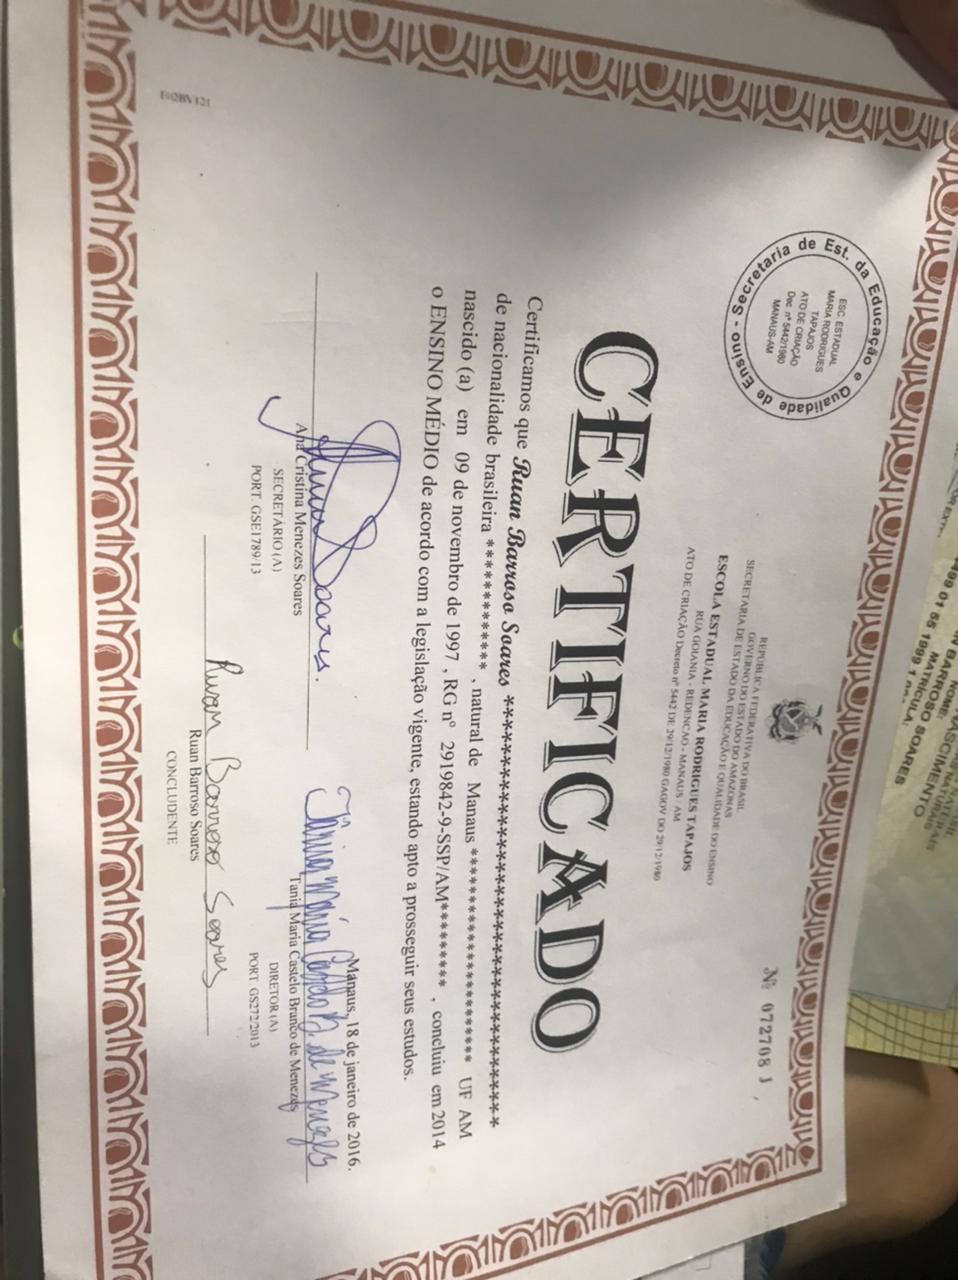 REPÚBLICA FEDERATIVA DO BRASIL
GOVERNO DO ESTADO DO AMAZONAS
SECRETARIA DE ESTADO DA EDUCAÇÃO E QUALIDADE DO ENSINO
ESCOLA ESTADUAL MARIA RODRIGUES TAPAJOS
RUA GOIANIA - REDENCAO - MANAUS / AM
ATO DE CRIAÇÃO Decreto nº 5442 DE 29/12/1980 GAGOV DO 29/12/1980
Nº 072708 J
Secretaria de Est. da Educação e Qualidade de Ensino -
ESC. ESTADUAL
MARIA RODRIGUES
TAPAJOS
ATO DE CRIAÇÃO
Dec nº 5442/1980
MANAUS-AM
CERTIFICADO
Certificamos que Ruan Barroso Soares ************************************
de nacionalidade brasileira ************ , natural de Manaus ******************** UF AM
nascido (a) em 09 de novembro de 1997 , RG nº 2919842-9-SSP/AM********* , concluiu em 2014
o ENSINO MÉDIO de acordo com a legislação vigente, estando apto a prosseguir seus estudos.
Manaus, 18 de janeiro de 2016.
Ana Cristina Menezes Soares
SECRETÁRIO (A)
PORT. GSE1789/13
Tania Maria Castelo Branco de Menezes
DIRETOR (A)
PORT. GS272/2013
Ruan Barroso Soares
Ruan Barroso Soares
CONCLUDENTE
F02BV121
NOME:
BARROSO SOARES
MATRÍCULA